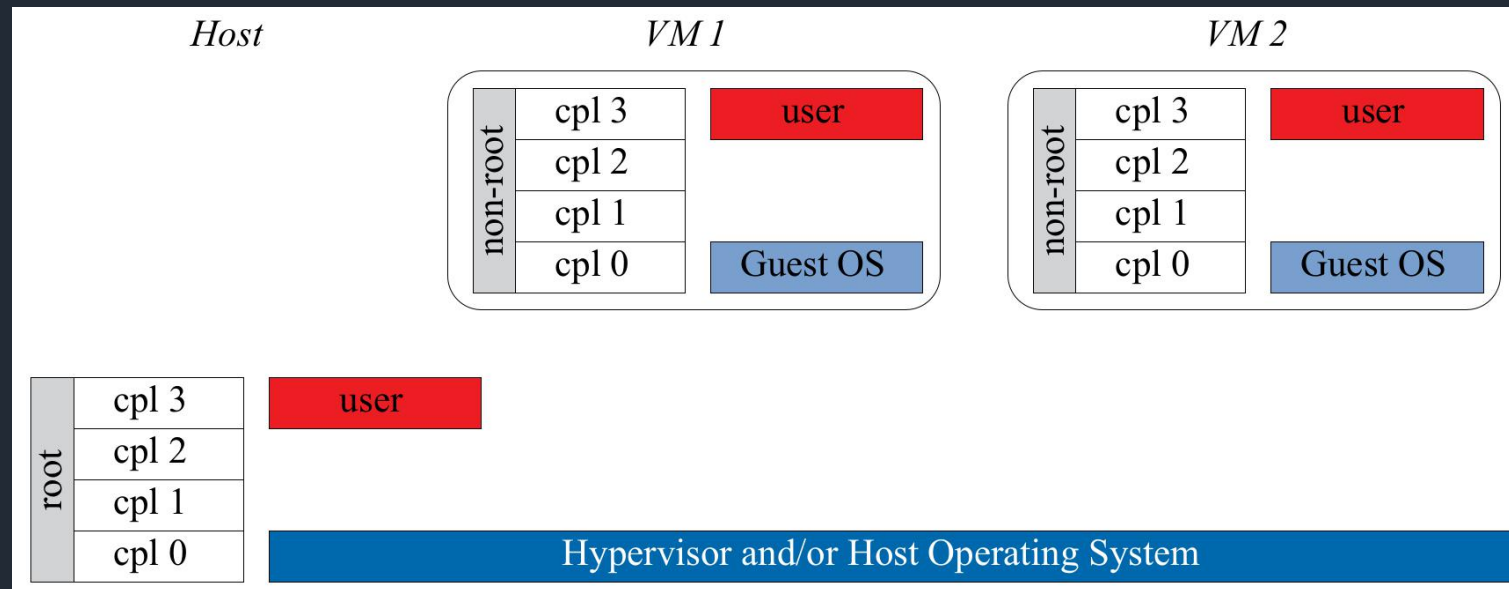 Host
VM 1
VM 2
non-root
cpl 3
user
cpl 2
cpl 1
cpl 0
Guest OS
non-root
cpl 3
user
cpl 2
cpl 1
cpl 0
Guest OS
root
cpl 3
user
cpl 2
cpl 1
cpl 0
Hypervisor and/or Host Operating System